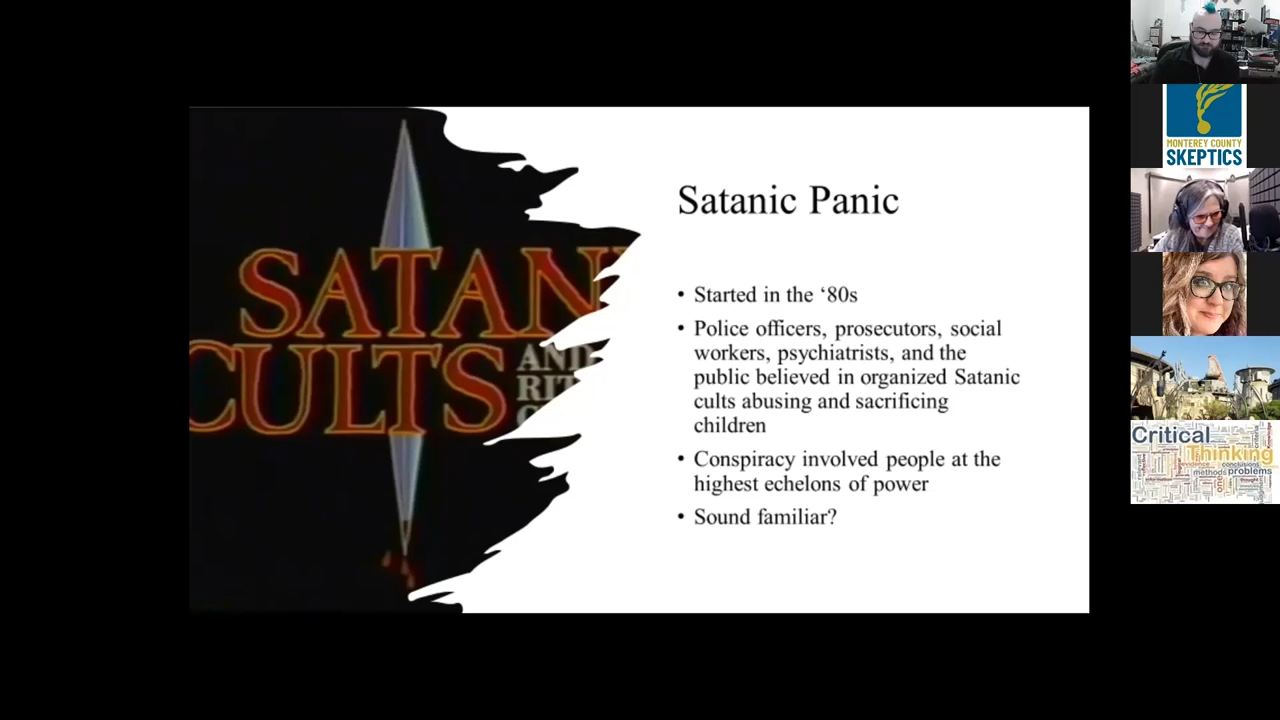 SATAN
CULTS AND
RIT
Satanic Panic
• Started in the ‘80s
• Police officers, prosecutors, social
workers, psychiatrists, and the
public believed in organized Satanic
cults abusing and sacrificing
children
• Conspiracy involved people at the
highest echelons of power
• Sound familiar?
MONTEREY COUNTY
SKEPTICS
Critical
Thinking
evidence
conclusions
methods problems